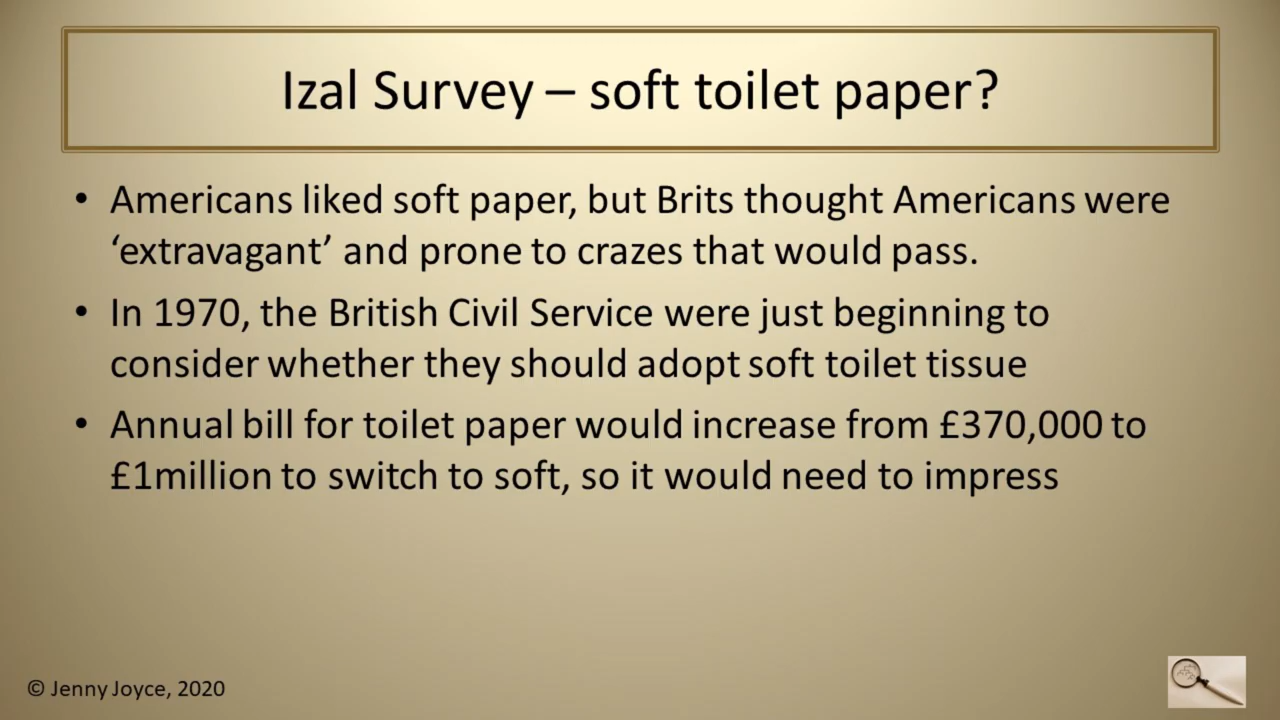 Izal Survey – soft toilet paper?
• Americans liked soft paper, but Brits thought Americans were
‘extravagant’ and prone to crazes that would pass.
• In 1970, the British Civil Service were just beginning to
consider whether they should adopt soft toilet tissue
• Annual bill for toilet paper would increase from £370,000 to
£1million to switch to soft, so it would need to impress
© Jenny Joyce, 2020